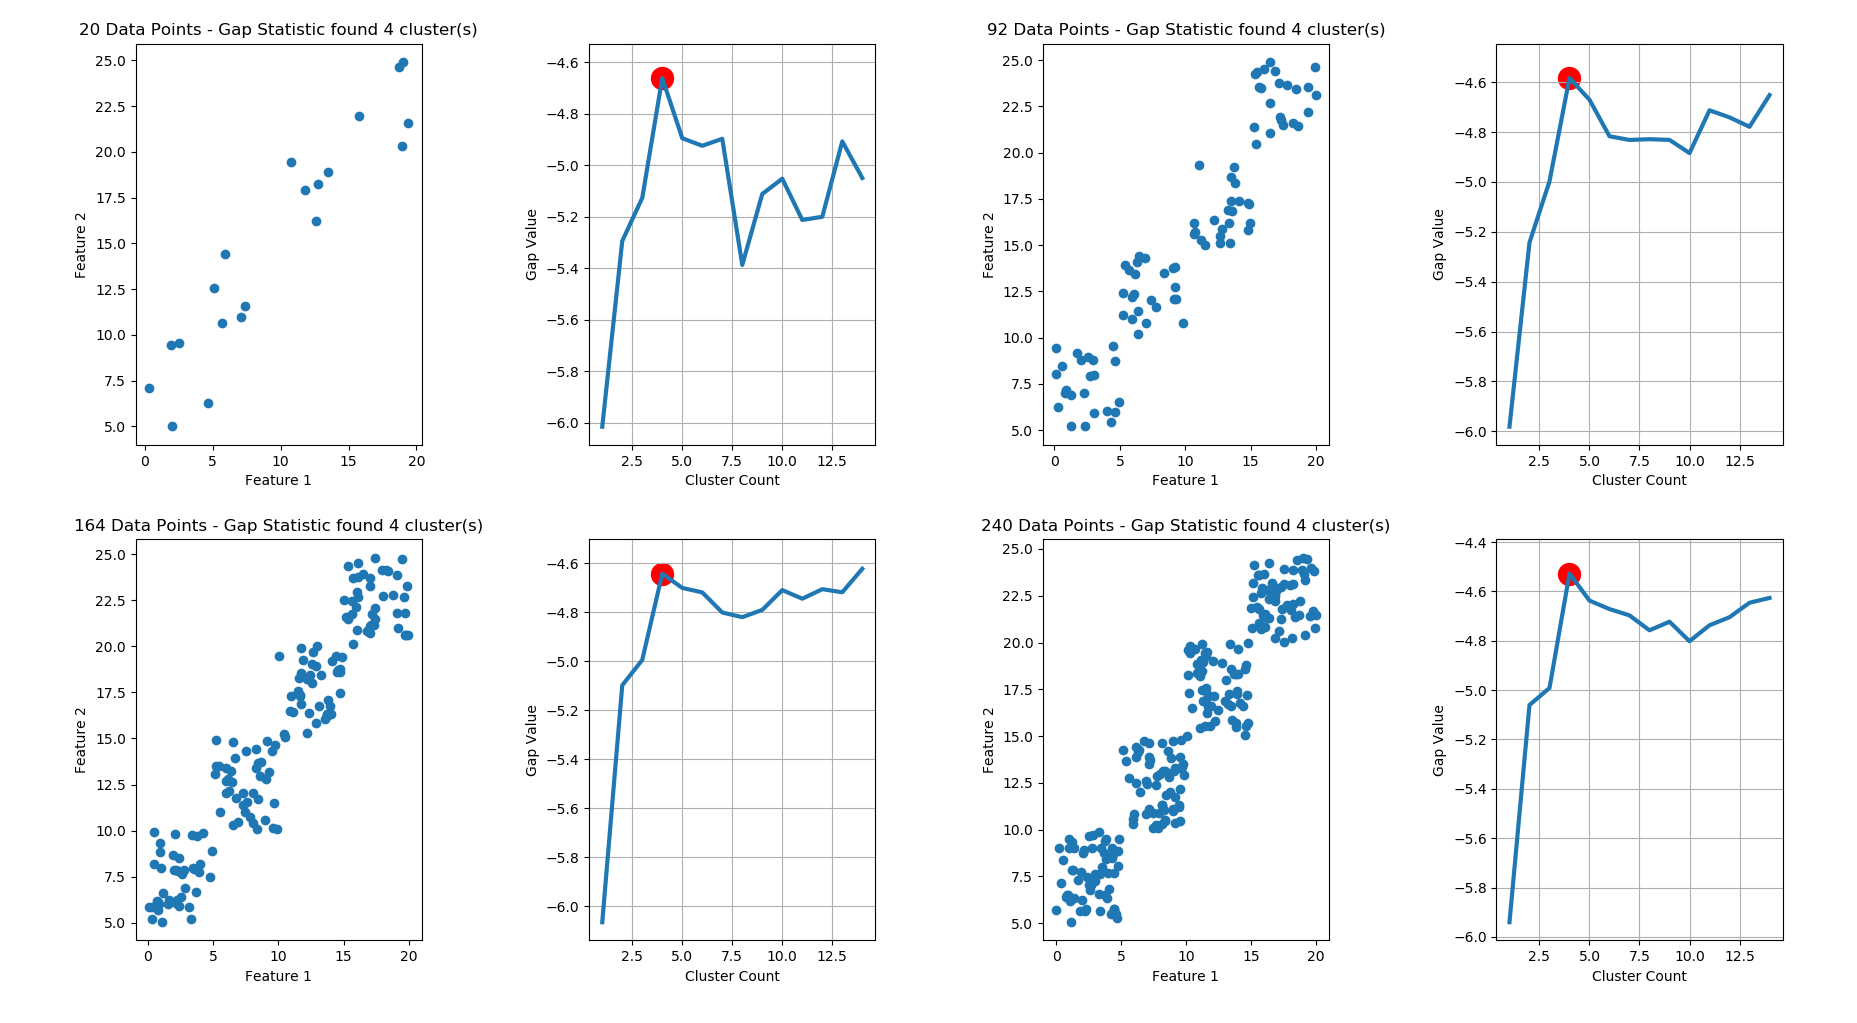 20 Data Points - Gap Statistic found 4 cluster(s)
25.0
22.5
20.0
17.5
15.0
12.5
10.0
7.5
5.0
Feature 2
0 5 10 15 20
Feature 1
−4.6
−4.8
−5.0
−5.2
−5.4
−5.6
−5.8
−6.0
Gap Value
2.5 5.0 7.5 10.0 12.5
Cluster Count
92 Data Points - Gap Statistic found 4 cluster(s)
25.0
22.5
20.0
17.5
15.0
12.5
10.0
7.5
5.0
Feature 2
0 5 10 15 20
Feature 1
−4.6
−4.8
−5.0
−5.2
−5.4
−5.6
−5.8
−6.0
Gap Value
2.5 5.0 7.5 10.0 12.5
Cluster Count
164 Data Points - Gap Statistic found 4 cluster(s)
25.0
22.5
20.0
17.5
15.0
12.5
10.0
7.5
5.0
Feature 2
0 5 10 15 20
Feature 1
−4.6
−4.8
−5.0
−5.2
−5.4
−5.6
−5.8
−6.0
Gap Value
2.5 5.0 7.5 10.0 12.5
Cluster Count
240 Data Points - Gap Statistic found 4 cluster(s)
25.0
22.5
20.0
17.5
15.0
12.5
10.0
7.5
5.0
Feature 2
0 5 10 15 20
Feature 1
−4.4
−4.6
−4.8
−5.0
−5.2
−5.4
−5.6
−5.8
−6.0
Gap Value
2.5 5.0 7.5 10.0 12.5
Cluster Count